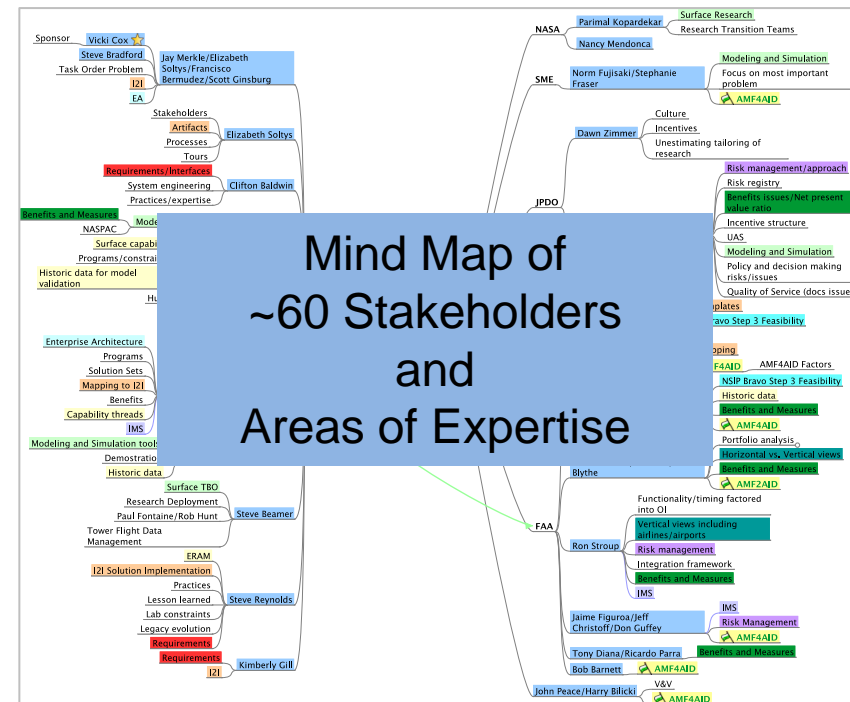 Sponsor
Vicki Cox
Steve Bradford
Task Order Problem
I2I
EA
Jay Merkle/Elizabeth
Soltys/Francisco
Bermudez/Scott Ginsburg
Stakeholders
Artifacts
Processes
Tours
Elizabeth Soltys
Requirements/Interfaces
System engineering
Practices/expertise
Clifton Baldwin
Benefits and Measures
NASPAC
Surface
Historic data for model
validation
Enterprise Architecture
Programs
Solution Sets
Mapping to I2I
Benefits
Capability threads
IMS
Modeling and Simulation tools
Historic data
Surface TBO
Research Deployment
Paul Fontaine/Rob Hunt
Tower Flight Data
Management
Steve Beamer
ERAM
I2I Solution Implementation
Practices
Lesson learned
Lab constraints
Legacy evolution
Requirements
Steve Reynolds
Requirements
I2I
Kimberly Gill
Mind Map of
~60 Stakeholders
and
Areas of Expertise
NASA
Parimal Kopardekar
Surface Research
Research Transition Teams
Nancy Mendonca
SME
Norm Fujisaki/Stephanie
Fraser
Modeling and Simulation
Focus on most important
problem
AMF4AID
JPDO
Dawn Zimmer
Culture
Incentives
Unestimating tailoring of
research
Risk management/approach
Risk registry
Benefits issues/Net present
value ratio
Incentive structure
UAS
Modeling and Simulation
Policy and decision making
risks/issues
Quality of Service (docs issue
Step 3 Feasibility
AMF4AID Factors
NSIP Bravo Step 3 Feasibility
Historic data
Benefits and Measures
AMF4AID
Portfolio analysis
Horizontal vs. Vertical views
Benefits and Measures
AMF2AID
Blythe
FAA
Functionality/timing factored
into OI
Vertical views including
airlines/airports
Risk management
Integration framework
Benefits and Measures
IMS
Ron Stroup
Jaime Figuroa/Jeff
Christoff/Don Guffey
IMS
Risk Management
AMF4AID
Tony Diana/Ricardo Parra
Benefits and Measures
Bob Barnett
AMF4AID
John Peace/Harry Bilicki
V&V
AMF4AID